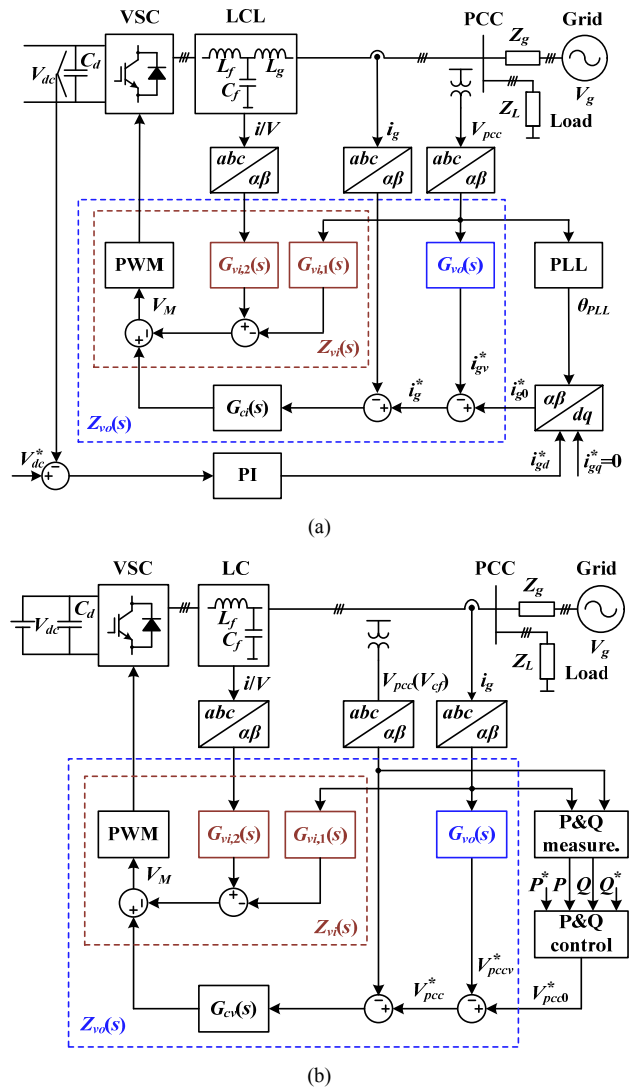 VSC LCL PCC Grid
V_dc C_d L_f L_g C_f Z_g V_g
Z_L Load
i/V i_g V_pcc
abc αβ abc αβ abc αβ
PWM G_vi,2(s) G_vi,1(s) G_vo(s) PLL
V_M + - θ_PLL
Z_vi(s) i*_gv
G_ci(s) - + i*_g - + i*_g0 αβ dq
Z_vo(s)
V*_dc + - PI i*_gd i*_gq=0
(a)
VSC LC PCC Grid
V_dc C_d L_f C_f Z_g V_g
Z_L Load
i/V V_pcc(V_cf) i_g
abc αβ abc αβ abc αβ
PWM G_vi,2(s) G_vi,1(s) G_vo(s) P&Q measure.
V_M + - P* P Q Q*
Z_vi(s) V*_pccv P&Q control
G_cv(s) - + V*_pcc - + V*_pcc0
Z_vo(s)
(b)